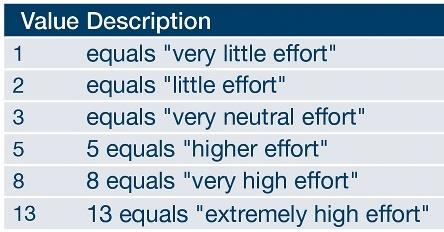 Value Description
1 equals "very little effort"
2 equals "little effort"
3 equals "very neutral effort"
5 5 equals "higher effort"
8 8 equals "very high effort"
13 13 equals "extremely high effort"